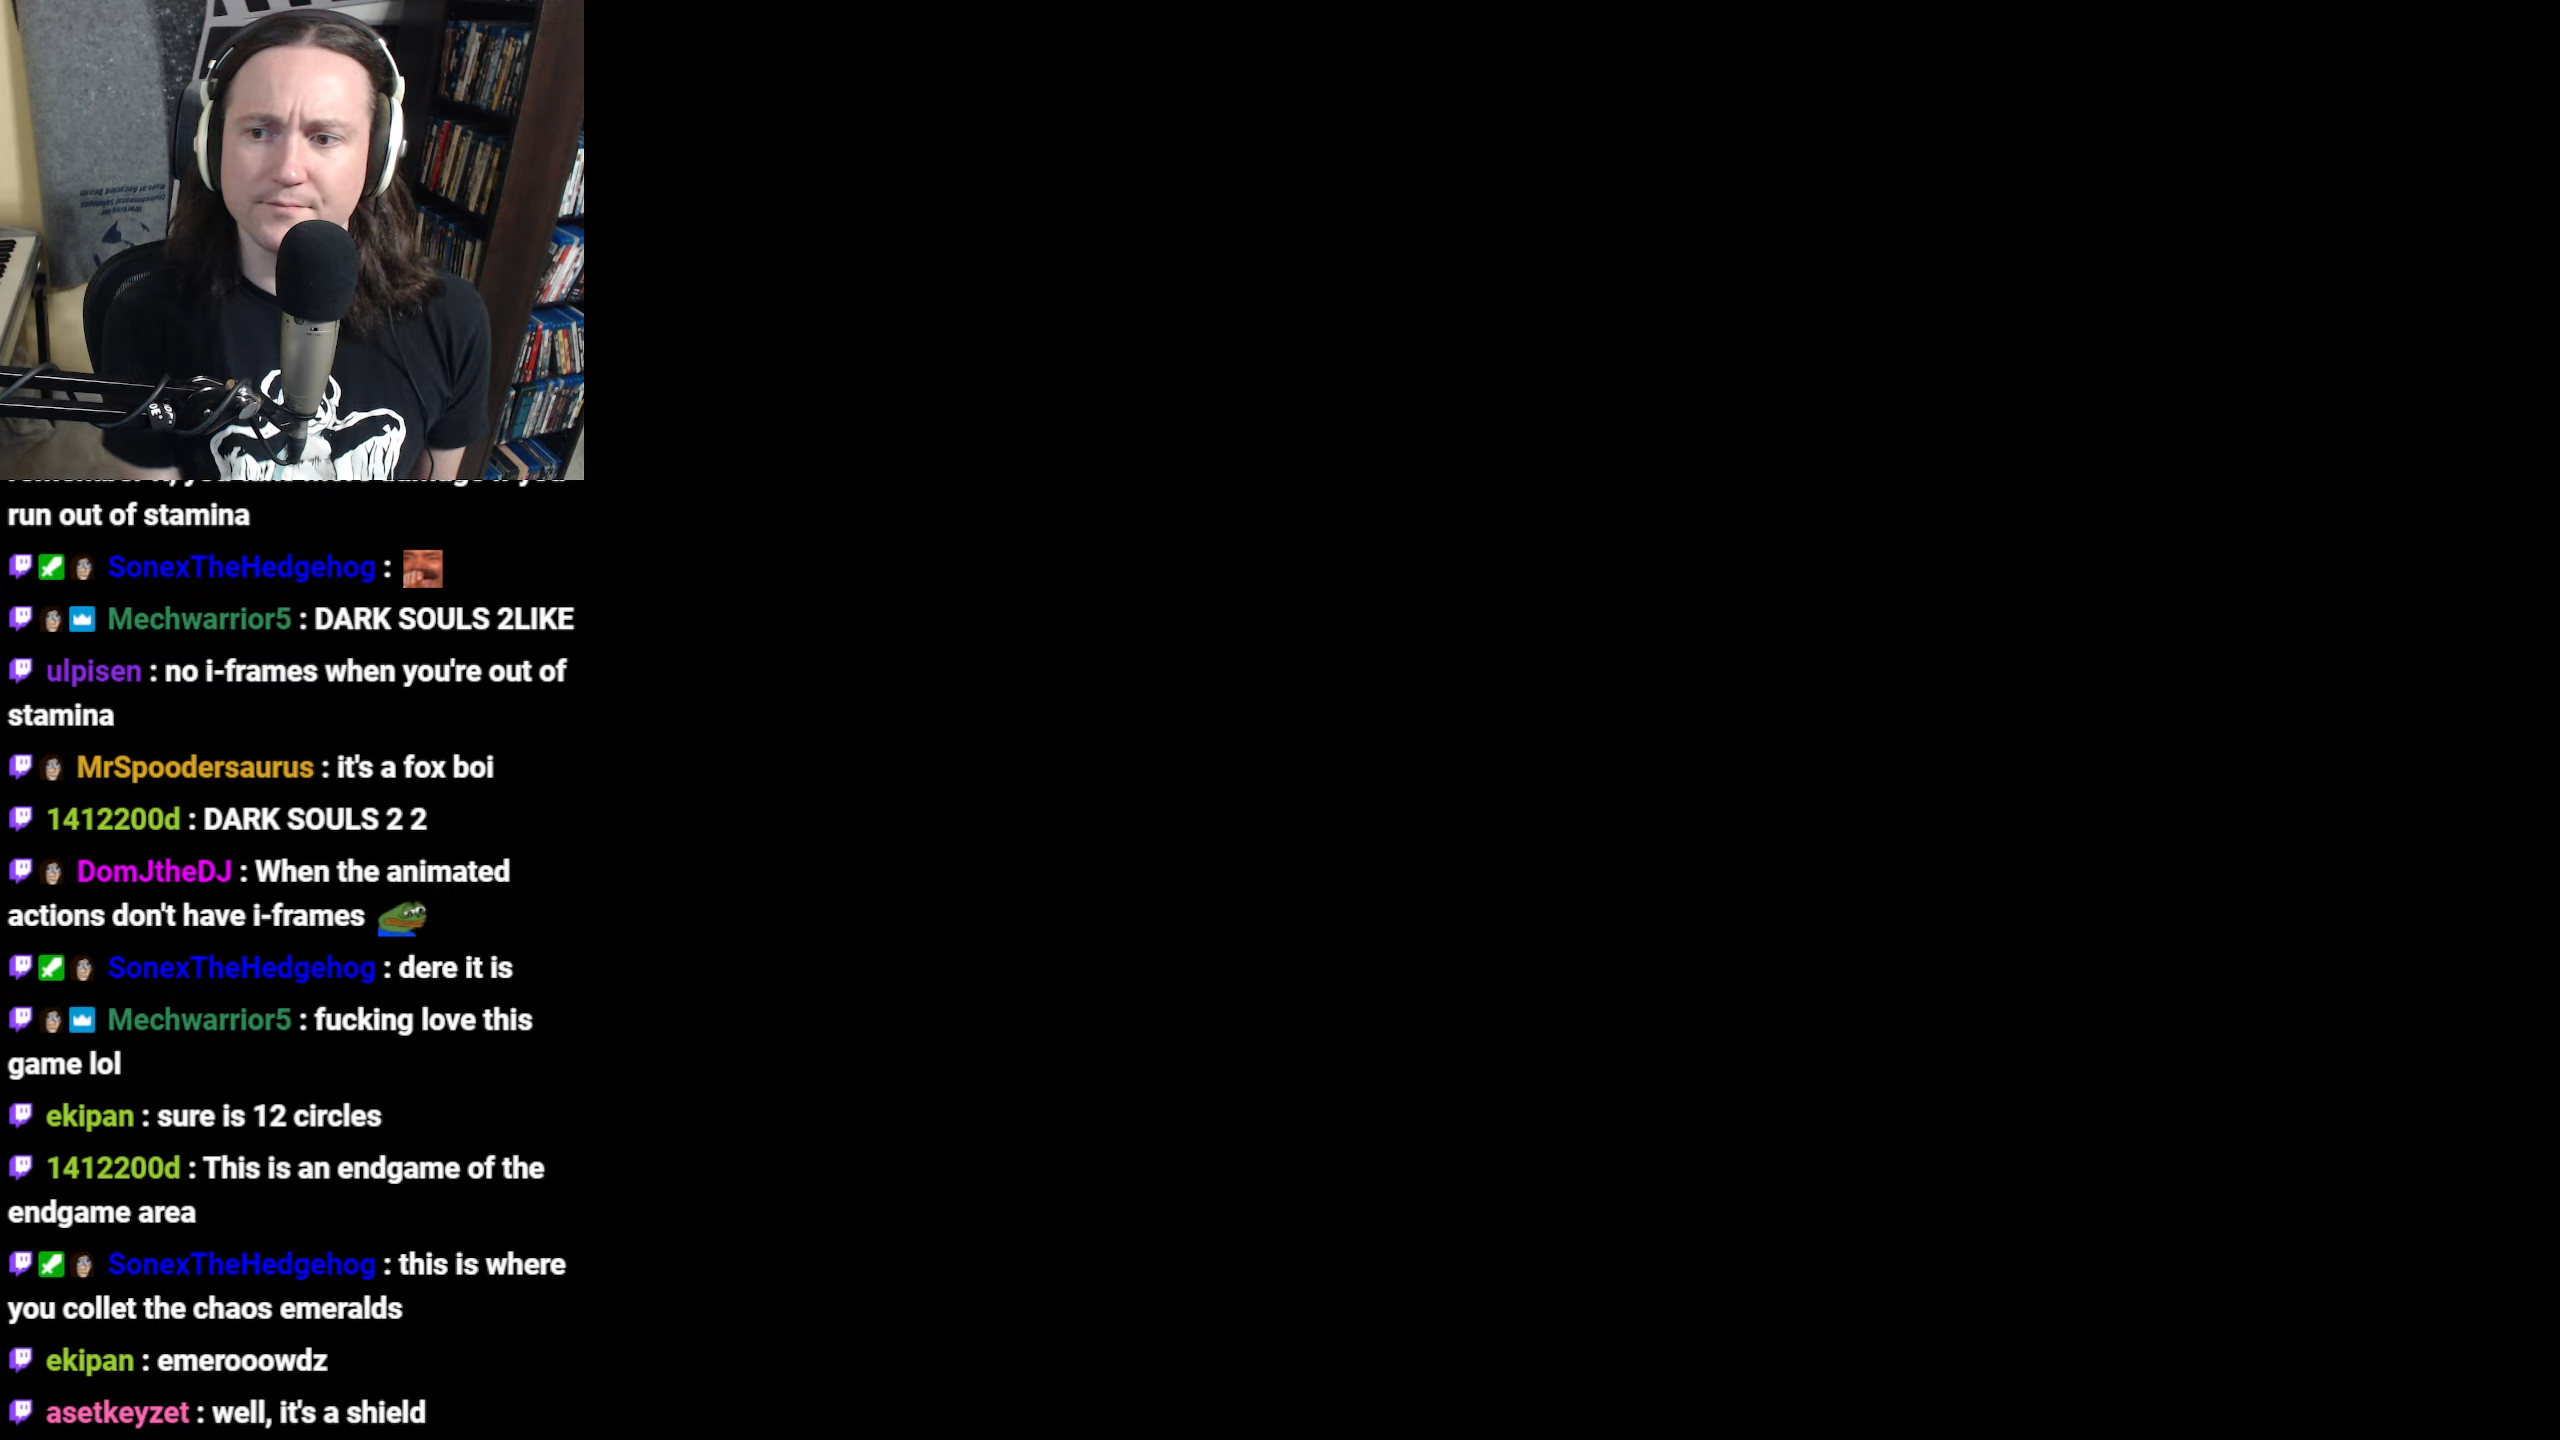 run out of stamina
SonexTheHedgehog :
Mechwarrior5 : DARK SOULS 2LIKE
ulpisen : no i-frames when you're out of
stamina
MrSpoodersaurus : it's a fox boi
1412200d : DARK SOULS 2 2
DomJtheDJ : When the animated
actions don't have i-frames
SonexTheHedgehog : dere it is
Mechwarrior5 : fucking love this
game lol
ekipan : sure is 12 circles
1412200d : This is an endgame of the
endgame area
SonexTheHedgehog : this is where
you collet the chaos emeralds
ekipan : emerooowdz
asetkeyzet : well, it's a shield